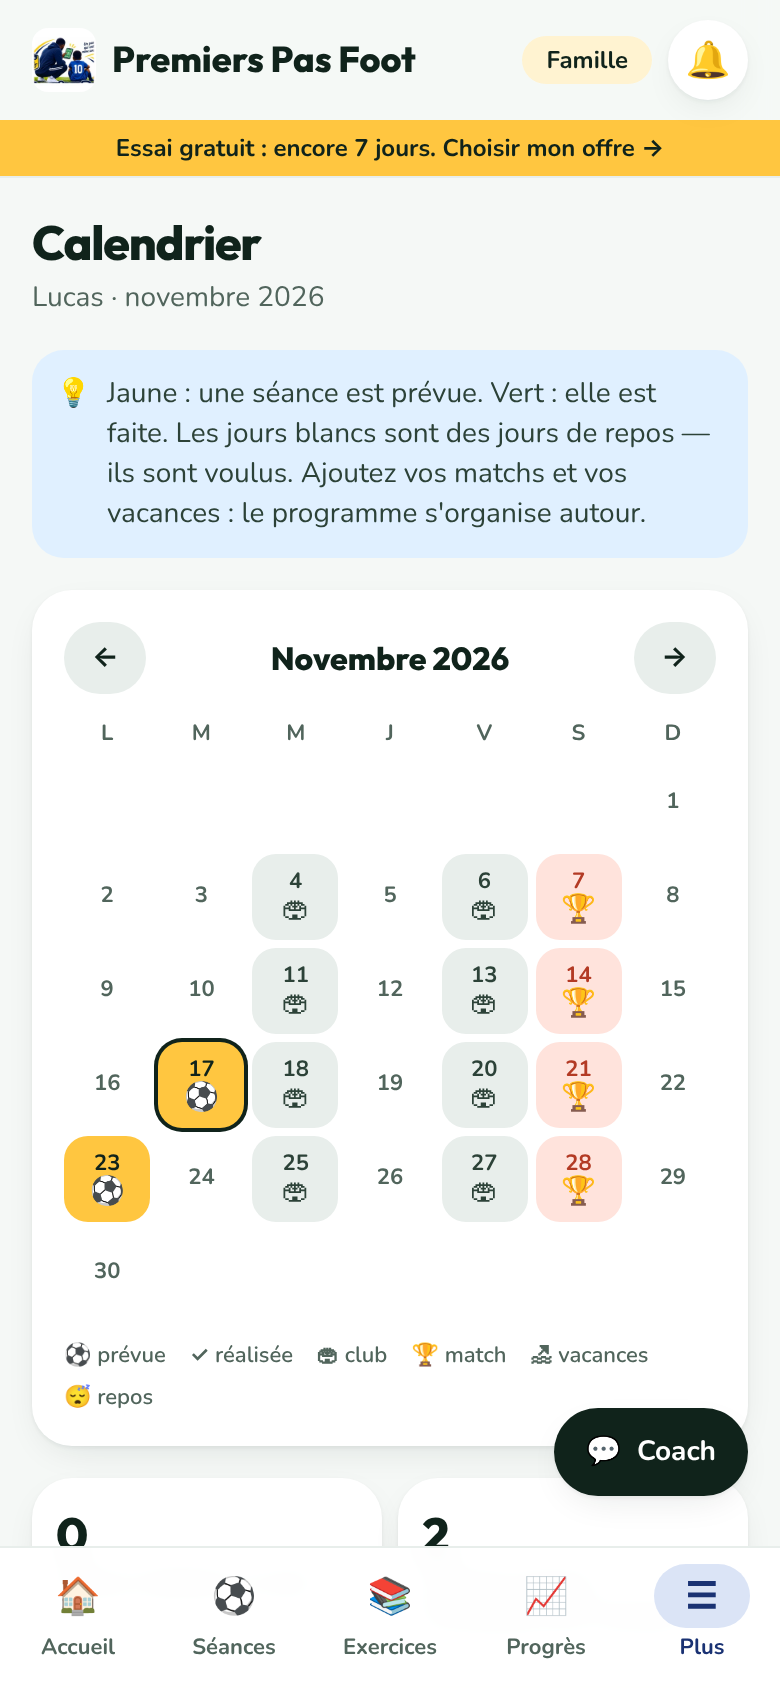 Premiers Pas Foot
Famille
Essai gratuit : encore 7 jours. Choisir mon offre →
Calendrier
Lucas · novembre 2026
Jaune : une séance est prévue. Vert : elle est
faite. Les jours blancs sont des jours de repos —
ils sont voulus. Ajoutez vos matchs et vos
vacances : le programme s'organise autour.
← Novembre 2026 →
L M M J V S D
1
2 3 4 5 6 7 8
9 10 11 12 13 14 15
16 17 18 19 20 21 22
23 24 25 26 27 28 29
30
prévue ✓ réalisée club match vacances
repos
Coach
0 2
Accueil Séances Exercices Progrès Plus